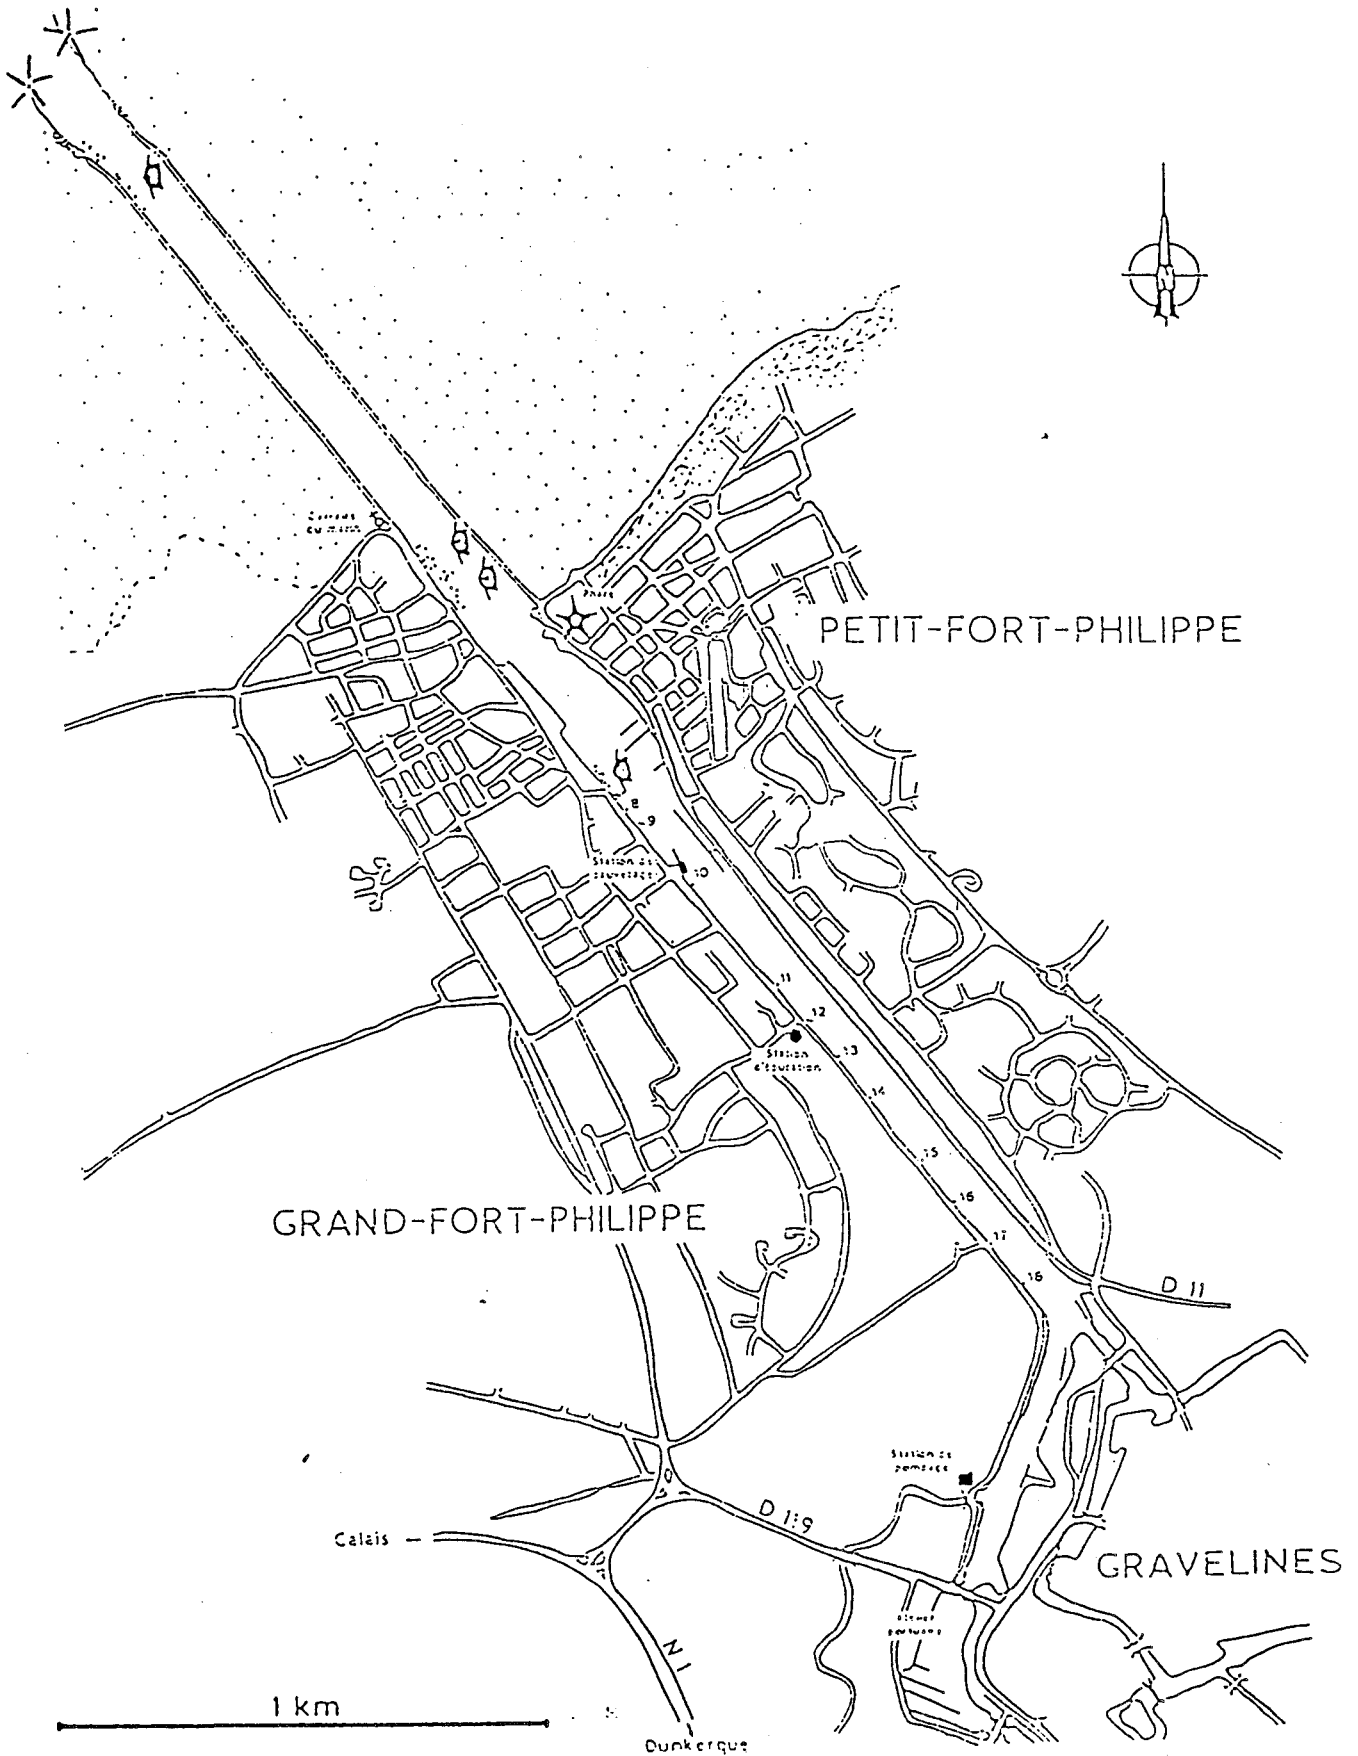 Phare
PETIT-FORT-PHILIPPE
8
9
Station de
sauvetage
10
11
12
Station
d'épuration
13
14
15
16
17
18
GRAND-FORT-PHILIPPE
D 11
Station de
pompage
D 119
Calais
GRAVELINES
N 1
1 km
Dunkerque